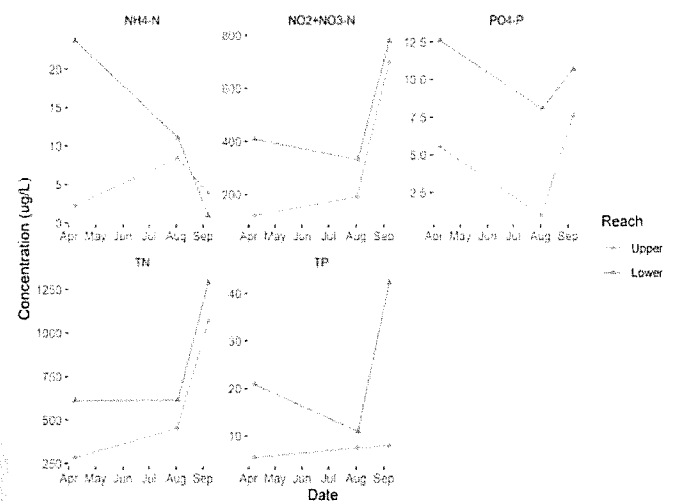 NH4-N
NO2+NO3-N
PO4-P
20
15
10
5
0
800
600
400
200
12.5
10.0
7.5
5.0
2.5
Apr May Jun Jul Aug Sep
Apr May Jun Jul Aug Sep
Apr May Jun Jul Aug Sep
Concentration (ug/L)
Reach
Upper
Lower
TN
TP
1250
1000
750
500
250
40
30
20
10
Apr May Jun Jul Aug Sep
Apr May Jun Jul Aug Sep
Date